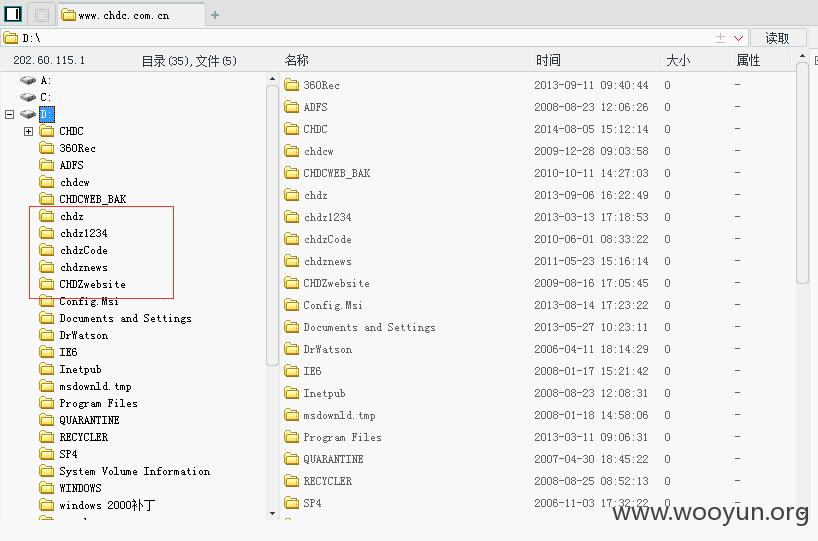 www.chdc.com.cn
D:\
读取
202.60.115.1 目录(35),文件(5) 名称 时间 大小 属性
A:
C:
D:
CHDC
360Rec
ADFS
chdcw
CHDCWEB_BAK
chdz
chdz1234
chdzCode
chdznews
CHDZwebsite
Config.Msi
Documents and Settings
DrWatson
IE6
Inetpub
msdownld.tmp
Program Files
QUARANTINE
RECYCLER
SP4
System Volume Information
WINDOWS
windows 2000补丁
360Rec 2013-09-11 09:40:44 0 -
ADFS 2008-08-23 12:06:26 0 -
CHDC 2014-08-05 15:12:14 0 -
chdcw 2009-12-28 09:03:58 0 -
CHDCWEB_BAK 2010-10-11 14:27:03 0 -
chdz 2013-09-06 16:22:49 0 -
chdz1234 2013-03-13 17:18:53 0 -
chdzCode 2010-06-01 08:33:22 0 -
chdznews 2011-05-23 15:16:14 0 -
CHDZwebsite 2009-08-16 17:05:45 0 -
Config.Msi 2013-08-14 17:23:22 0 -
Documents and Settings 2013-05-27 10:23:11 0 -
DrWatson 2006-04-11 18:14:29 0 -
IE6 2008-01-17 15:21:42 0 -
Inetpub 2008-08-23 12:08:31 0 -
msdownld.tmp 2008-01-18 14:58:06 0 -
Program Files 2013-03-11 09:06:31 0 -
QUARANTINE 2007-04-30 18:45:22 0 -
RECYCLER 2008-08-25 08:52:13 0 -
SP4 2006-11-03 17:32:22 0 -
www.wooyun.org